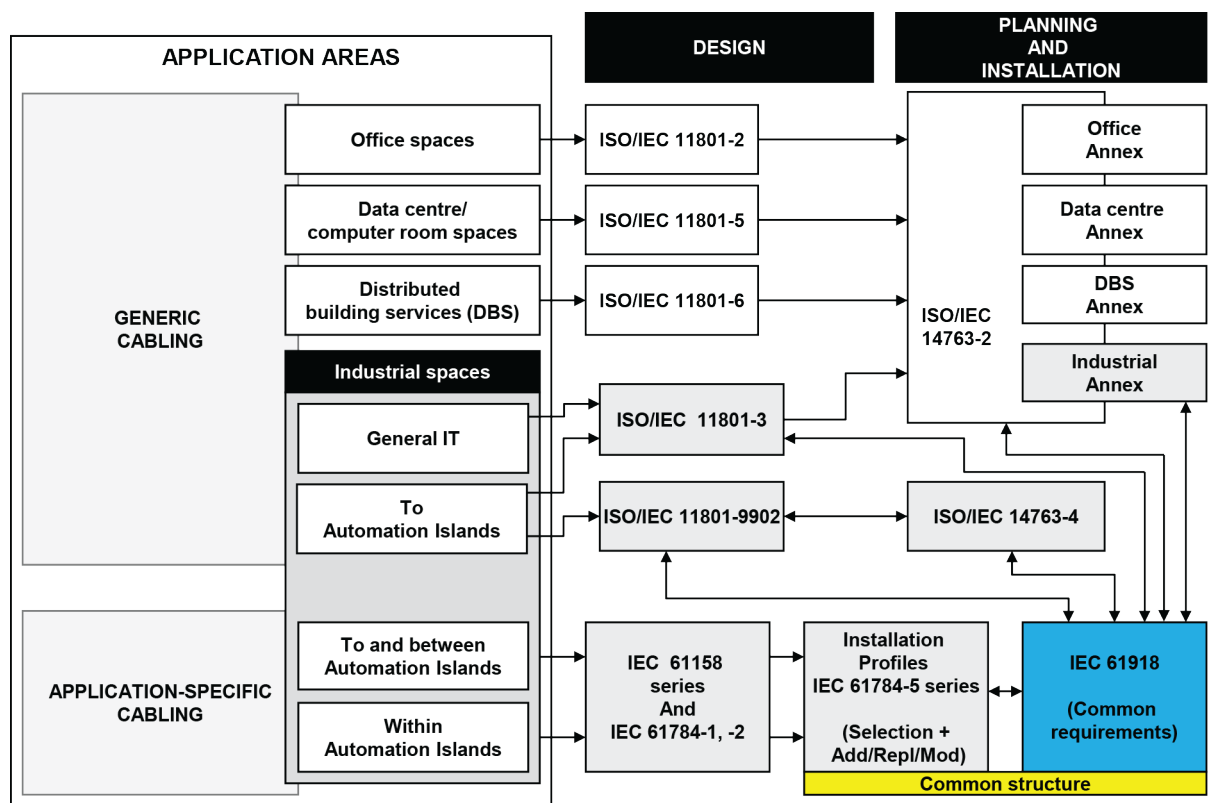 APPLICATION AREAS
DESIGN
PLANNING
AND
INSTALLATION
GENERIC
CABLING
Office spaces
ISO/IEC 11801-2
Office
Annex
Data centre/
computer room spaces
ISO/IEC 11801-5
Data centre
Annex
Distributed
building services (DBS)
ISO/IEC 11801-6
DBS
Annex
ISO/IEC
14763-2
Industrial
Annex
Industrial spaces
General IT
ISO/IEC 11801-3
To
Automation Islands
ISO/IEC 11801-9902
ISO/IEC 14763-4
APPLICATION-SPECIFIC
CABLING
To and between
Automation Islands
Within
Automation Islands
IEC 61158
series
And
IEC 61784-1, -2
Installation
Profiles
IEC 61784-5 series
(Selection +
Add/Repl/Mod)
IEC 61918
(Common
requirements)
Common structure